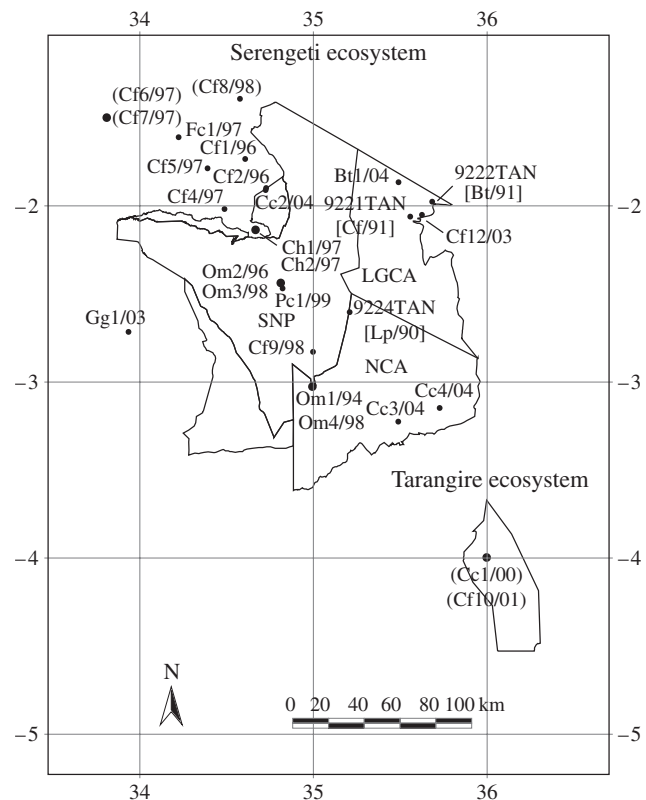 34 35 36
Serengeti ecosystem
(Cf6/97)
(Cf7/97)
(Cf8/98)
Fc1/97
Cf1/96
Cf5/97
Cf2/96
Cf4/97
Cc2/04
Bt1/04
9222TAN
[Bt/91]
9221TAN
[Cf/91]
Cf12/03
−2 −2
Ch1/97
Ch2/97
Om2/96
Om3/98
Pc1/99
LGCA
SNP
9224TAN
[Lp/90]
Gg1/03
Cf9/98
NCA
−3 −3
Om1/94
Om4/98
Cc3/04
Cc4/04
Tarangire ecosystem
−4 −4
(Cc1/00)
(Cf10/01)
N
0 20 40 60 80 100 km
−5 −5
34 35 36